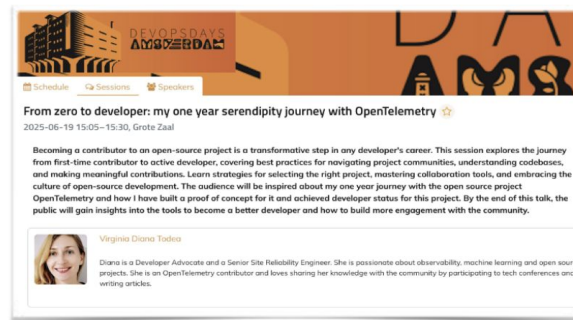 DEVOPSDAYS
AMSTERDAM
DA
AMS
Schedule Sessions Speakers
From zero to developer: my one year serendipity journey with OpenTelemetry
2025-06-19 15:05–15:30, Grote Zaal
Becoming a contributor to an open-source project is a transformative step in any developer's career. This session explores the journey
from first-time contributor to active developer, covering best practices for navigating project communities, understanding codebases,
and making meaningful contributions. Learn strategies for selecting the right project, mastering collaboration tools, and embracing the
culture of open-source development. The audience will be inspired about my one year journey with the open source project
OpenTelemetry and how I have built a proof of concept for it and achieved developer status for this project. By the end of this talk, the
public will gain insights into the tools to become a better developer and how to build more engagement with the community.
Virginia Diana Todea
Diana is a Developer Advocate and a Senior Site Reliability Engineer. She is passionate about observability, machine learning and open sour
projects. She is an OpenTelemetry contributor and loves sharing her knowledge with the community by participating to tech conferences and
writing articles.